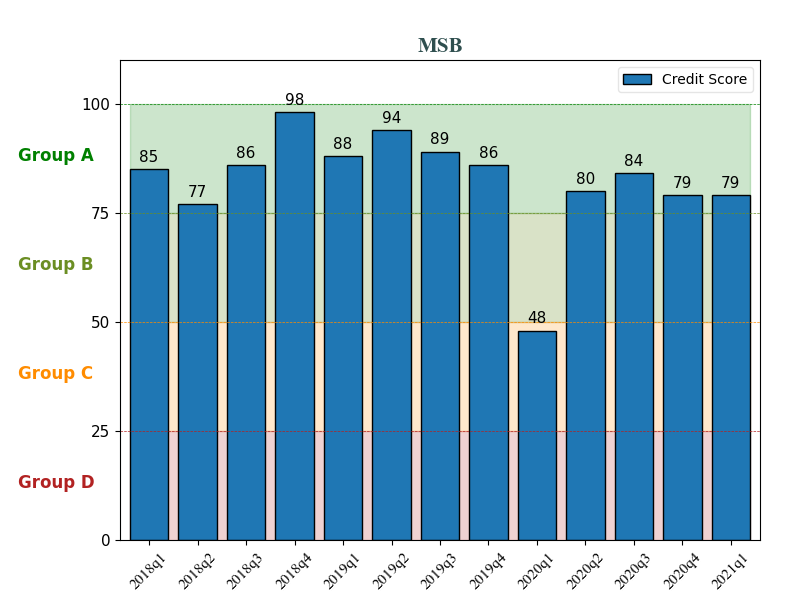 MSB
Credit Score
100
75
50
25
0
Group A
Group B
Group C
Group D
85
77
86
98
88
94
89
86
48
80
84
79
79
2018q1
2018q2
2018q3
2018q4
2019q1
2019q2
2019q3
2019q4
2020q1
2020q2
2020q3
2020q4
2021q1